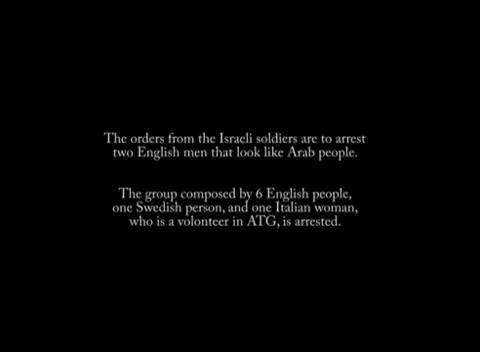 The orders from the Israeli soldiers are to arrest
two English men that look like Arab people.
The group composed by 6 English people,
one Swedish person, and one Italian woman,
who is a volunteer in ATG, is arrested.